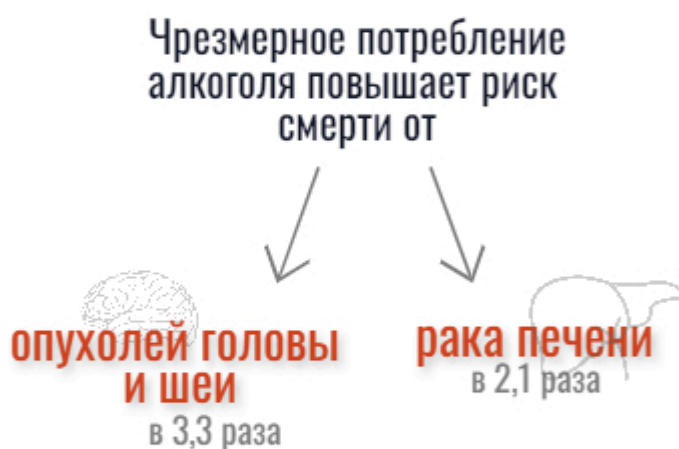 Чрезмерное потребление
алкоголя повышает риск
смерти от
опухолей головы
и шеи
в 3,3 раза
рака печени
в 2,1 раза